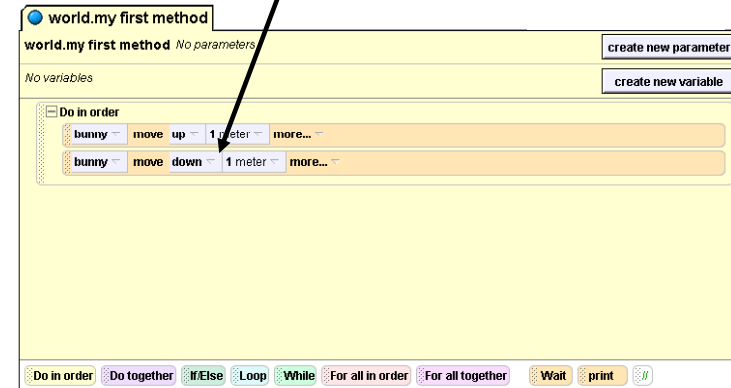 world.my first method
world.my first method No parameters create new parameter
No variables create new variable
Do in order
bunny move up 1 meter more...
bunny move down 1 meter more...
Do in order Do together If/Else Loop While For all in order For all together Wait print //